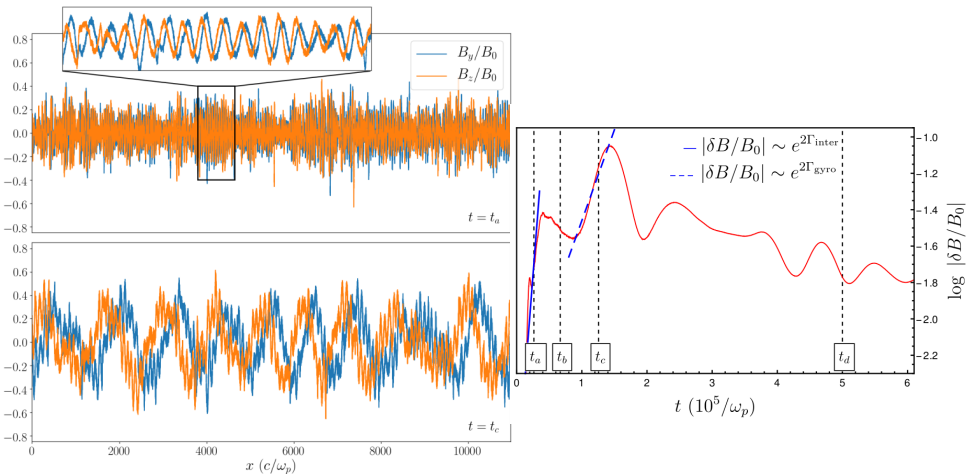 0.8
0.6
0.4
0.2
0.0
−0.2
−0.4
−0.6
−0.8
B_y/B_0
B_z/B_0
t = t_a
0.8
0.6
0.4
0.2
0.0
−0.2
−0.4
−0.6
−0.8
t = t_c
0 2000 4000 6000 8000 10000
x (c/ω_p)
|δB/B_0| ∼ e^{2Γ_inter}
|δB/B_0| ∼ e^{2Γ_gyro}
-1.0
-1.2
-1.4
-1.6
-1.8
-2.0
-2.2
log |δB/B_0|
t_a t_b t_c t_d
0 1 2 3 4 5 6
t (10^5/ω_p)